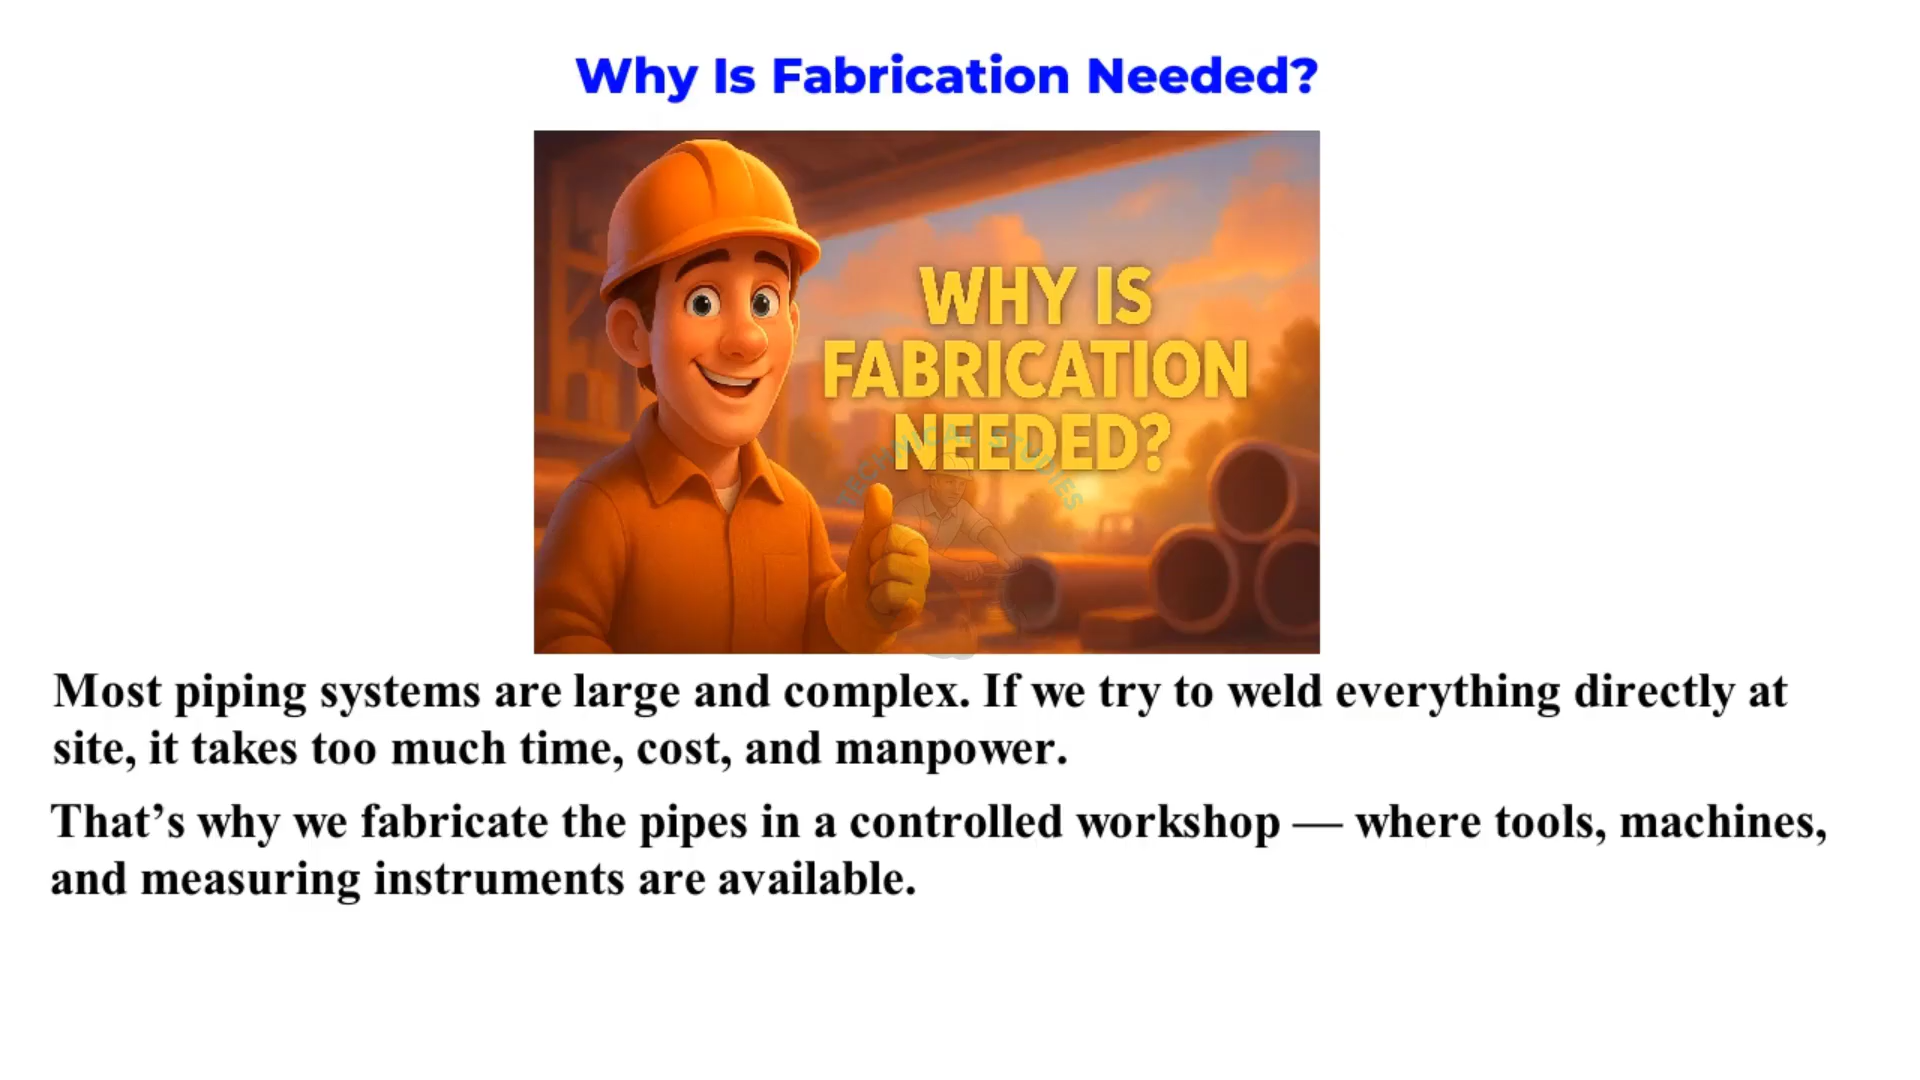 Why Is Fabrication Needed?
WHY IS
FABRICATION
NEEDED?
TECHNICAL STUDIES
Most piping systems are large and complex. If we try to weld everything directly at
site, it takes too much time, cost, and manpower.
That’s why we fabricate the pipes in a controlled workshop — where tools, machines,
and measuring instruments are available.